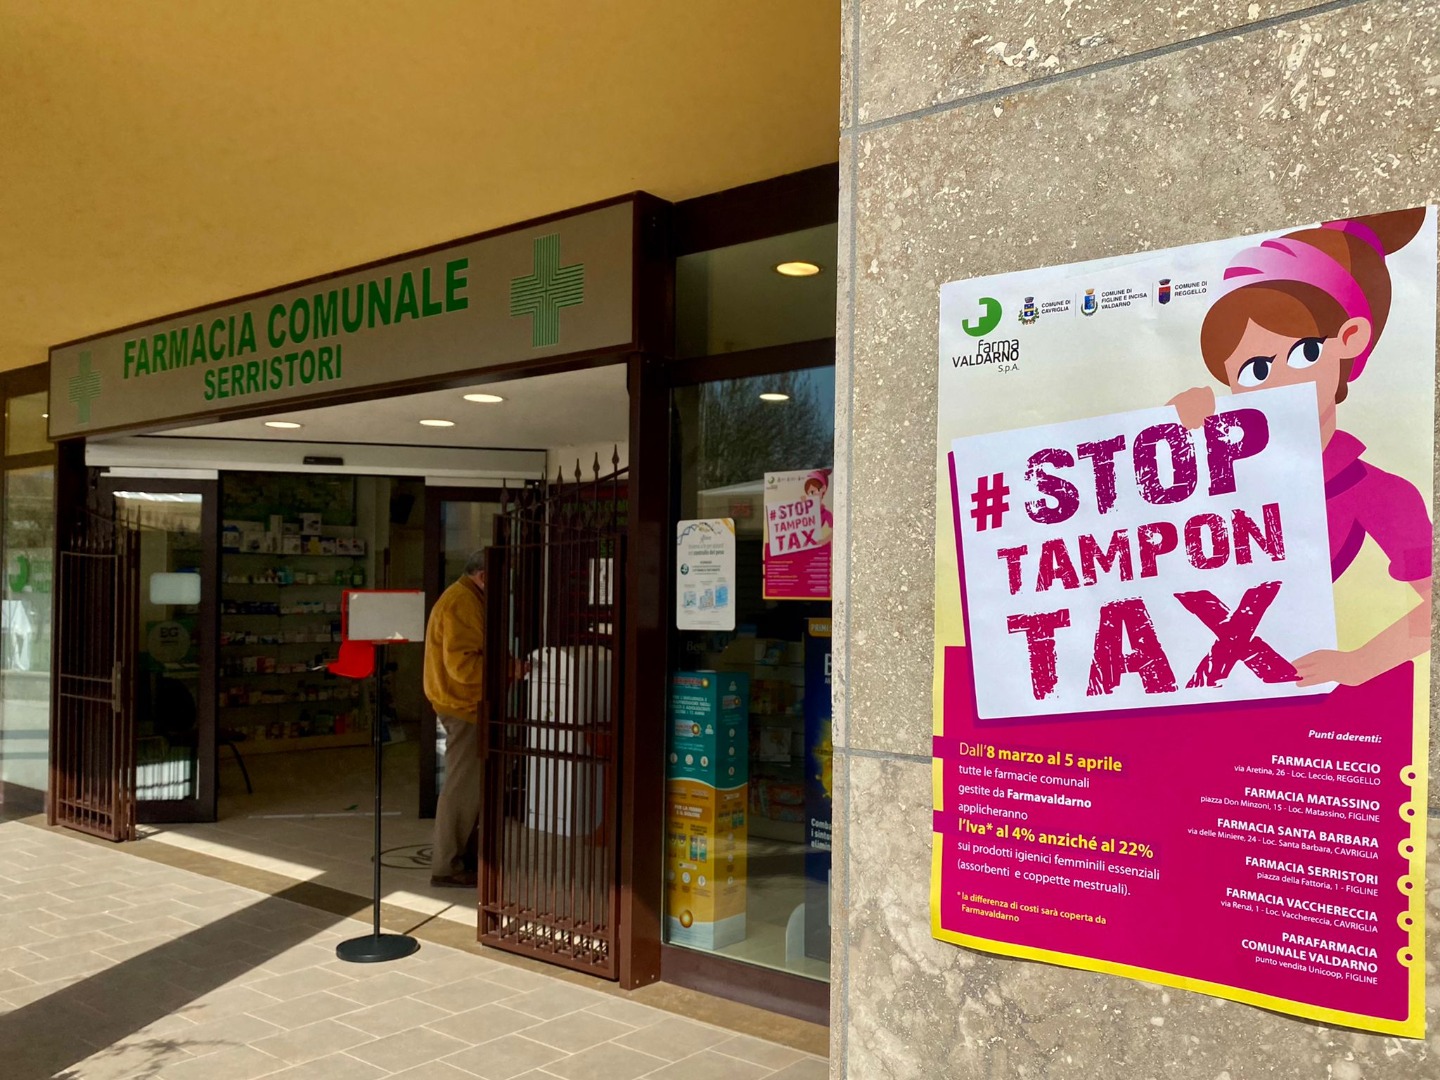 FARMACIA COMUNALE
SERRISTORI
EG
#STOP
TAMPON
TAX
farma
VALDARNO
S.p.A.
COMUNE DI
CAVRIGLIA
COMUNE DI
FIGLINE E INCISA
VALDARNO
COMUNE DI
REGGELLO
#STOP
TAMPON
TAX
Dall'8 marzo al 5 aprile
tutte le farmacie comunali
gestite da Farmavaldarno
applicheranno
l'Iva* al 4% anziché al 22%
sui prodotti igienici femminili essenziali
(assorbenti e coppette mestruali).
* la differenza di costi sarà coperta da
Farmavaldarno
Punti aderenti:
FARMACIA LECCIO
via Aretina, 26 - Loc. Leccio, REGGELLO
FARMACIA MATASSINO
piazza Don Minzoni, 15 - Loc. Matassino, FIGLINE
FARMACIA SANTA BARBARA
via delle Miniere, 24 - Loc. Santa Barbara, CAVRIGLIA
FARMACIA SERRISTORI
piazza della Fattoria, 1 - FIGLINE
FARMACIA VACCHERECCIA
via Renzi, 1 - Loc. Vacchereccia, CAVRIGLIA
PARAFARMACIA
COMUNALE VALDARNO
punto vendita Unicoop, FIGLINE